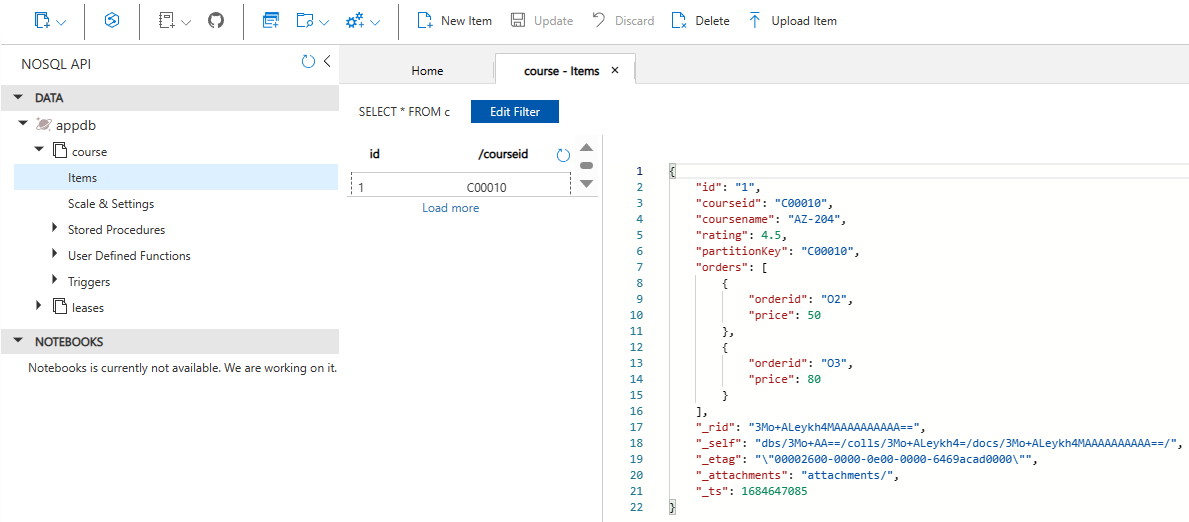 New Item
Update
Discard
Delete
Upload Item
NOSQL API
DATA
appdb
course
Items
Scale & Settings
Stored Procedures
User Defined Functions
Triggers
leases
NOTEBOOKS
Notebooks is currently not available. We are working on it.
Home
course - Items
SELECT * FROM c
Edit Filter
id /courseid
1 C00010
Load more
1 {
2 "id": "1",
3 "courseid": "C00010",
4 "coursename": "AZ-204",
5 "rating": 4.5,
6 "partitionKey": "C00010",
7 "orders": [
8 {
9 "orderid": "O2",
10 "price": 50
11 },
12 {
13 "orderid": "O3",
14 "price": 80
15 }
16 ],
17 "_rid": "3Mo+ALeykh4MAAAAAAAAAA==",
18 "_self": "dbs/3Mo+AA==/colls/3Mo+ALeykh4=/docs/3Mo+ALeykh4MAAAAAAAAAA==/",
19 "_etag": "\"00002600-0000-0e00-0000-6469acad0000\"",
20 "_attachments": "attachments/",
21 "_ts": 1684647085
22 }